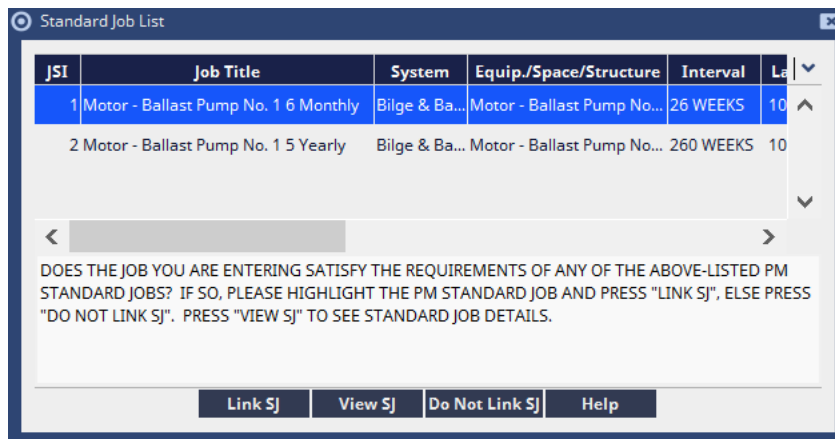 Standard Job List
JSI Job Title System Equip./Space/Structure Interval La
1 Motor - Ballast Pump No. 1 6 Monthly Bilge & Ba... Motor - Ballast Pump No... 26 WEEKS 10
2 Motor - Ballast Pump No. 1 5 Yearly Bilge & Ba... Motor - Ballast Pump No... 260 WEEKS 10
DOES THE JOB YOU ARE ENTERING SATISFY THE REQUIREMENTS OF ANY OF THE ABOVE-LISTED PM
STANDARD JOBS? IF SO, PLEASE HIGHLIGHT THE PM STANDARD JOB AND PRESS "LINK SJ", ELSE PRESS
"DO NOT LINK SJ". PRESS "VIEW SJ" TO SEE STANDARD JOB DETAILS.
Link SJ View SJ Do Not Link SJ Help